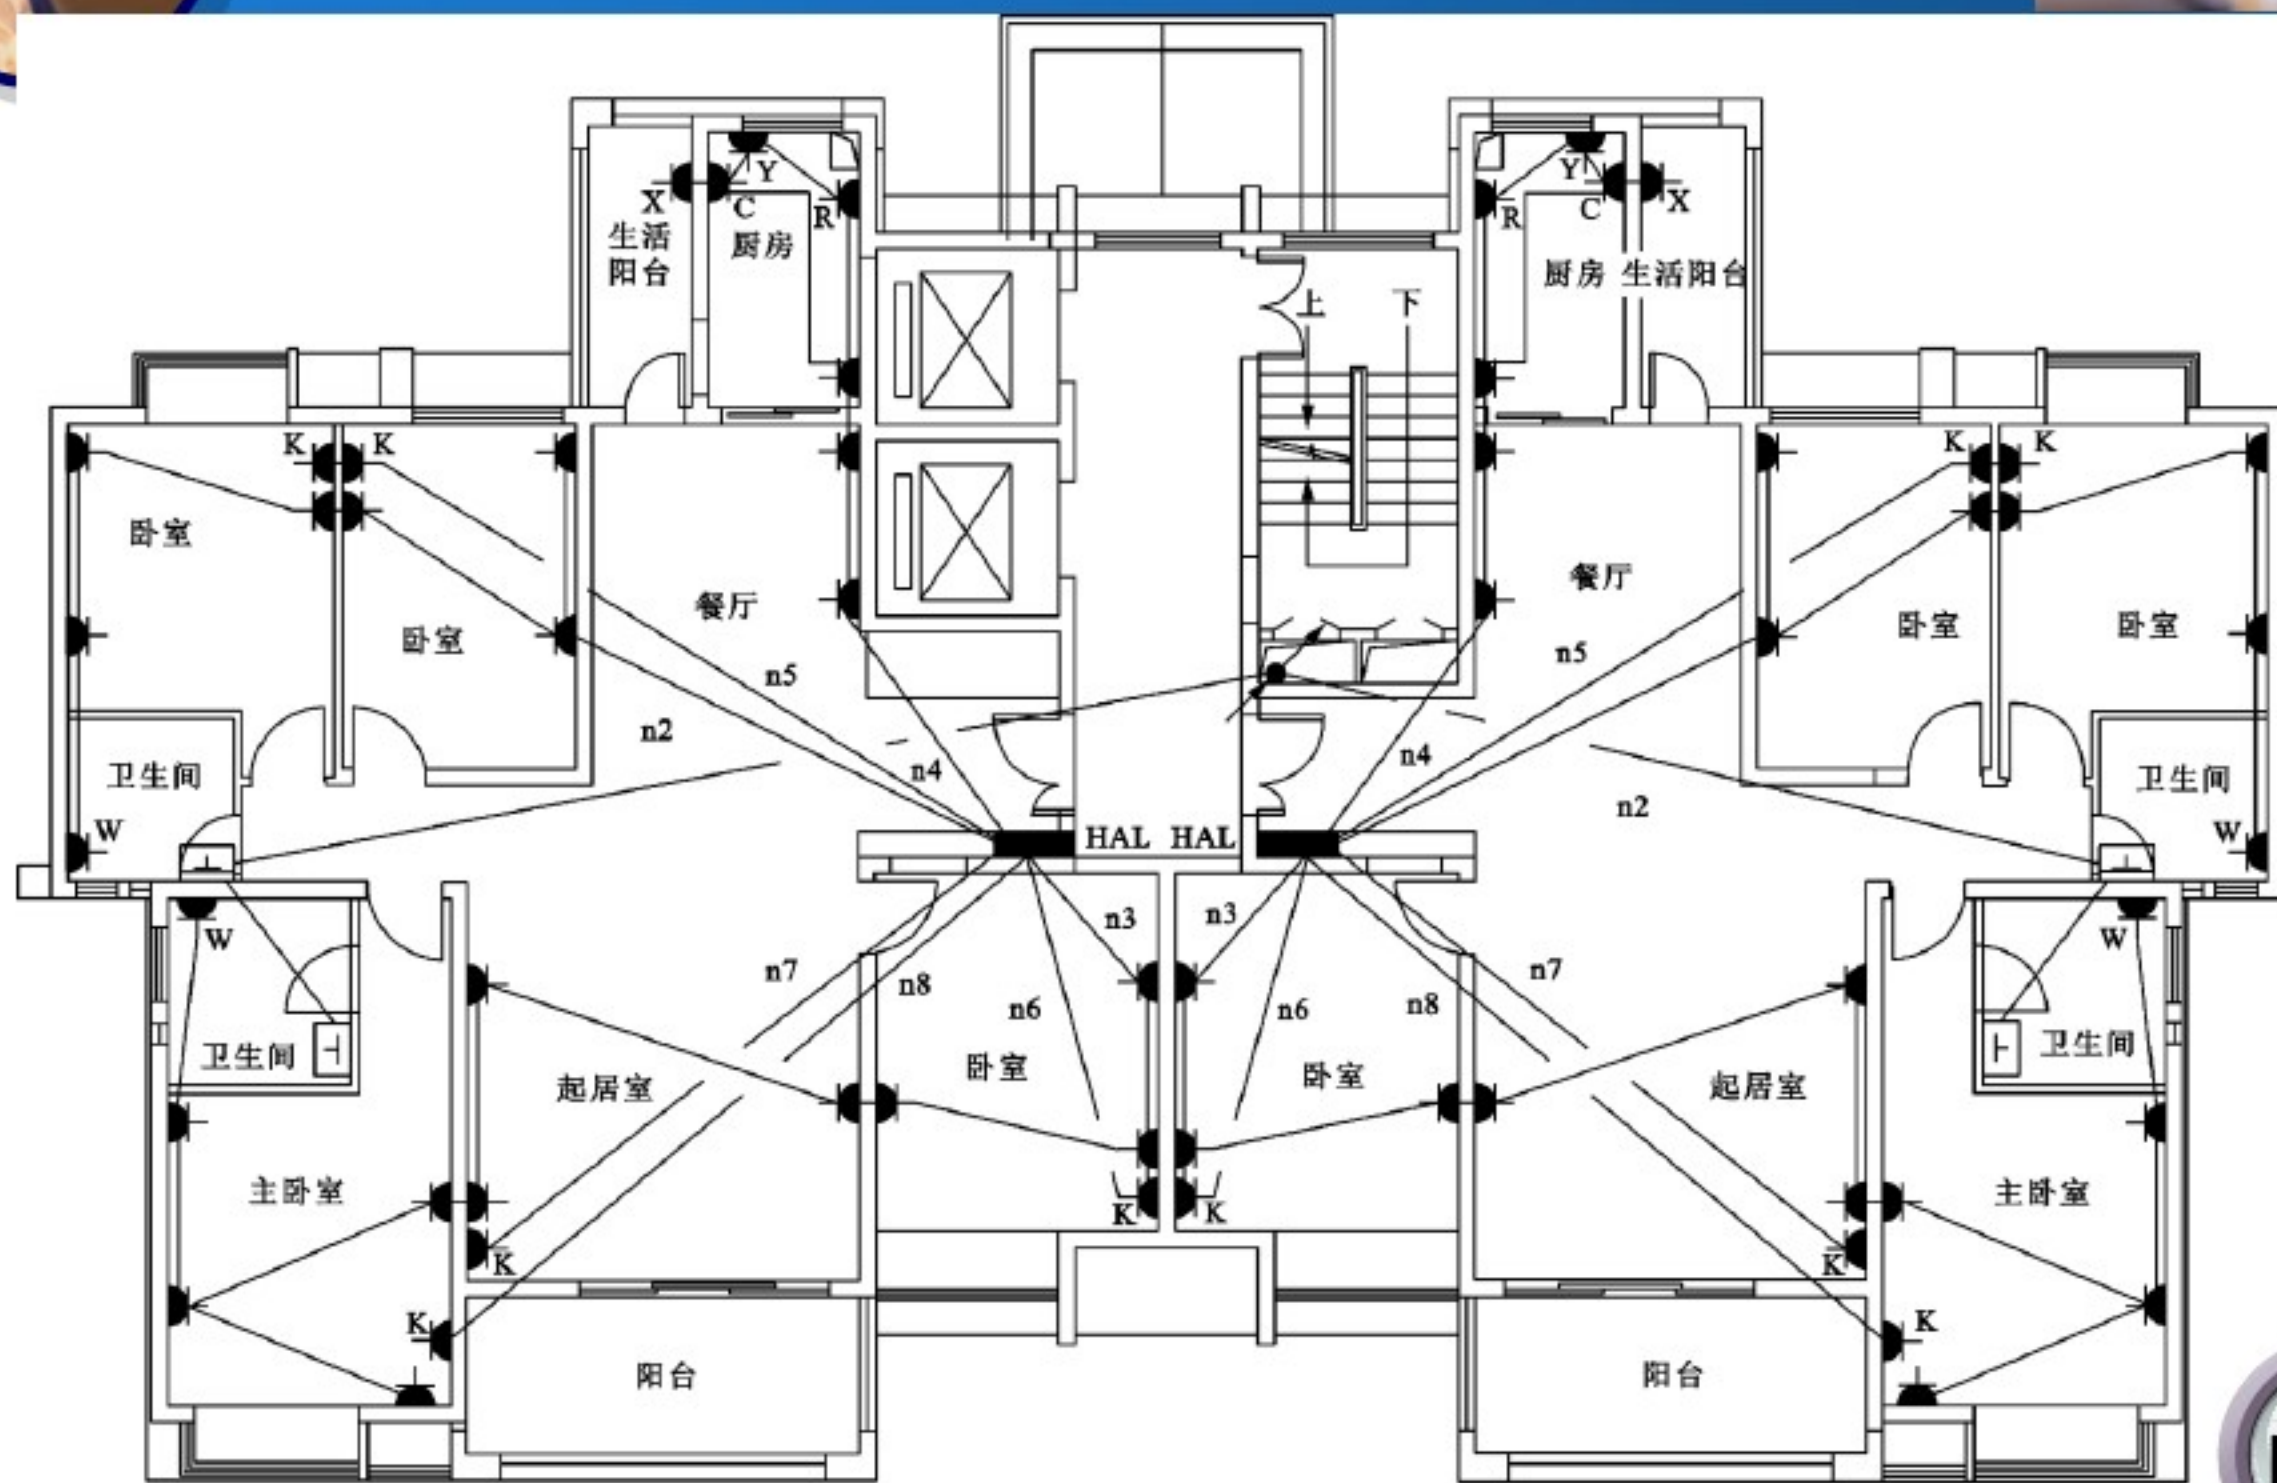 Y
Y
X
C
R
R
C
X
生活
阳台
厨房
厨房
生活阳台
上
下
K
K
K
K
卧室
卧室
餐厅
餐厅
卧室
卧室
n5
n5
n2
n4
n4
n2
卫生间
卫生间
W
W
HAL
HAL
W
n3
n3
W
n7
n8
n6
n6
n8
n7
卫生间
起居室
卧室
卧室
起居室
卫生间
主卧室
主卧室
K
K
K
K
K
K
阳台
阳台